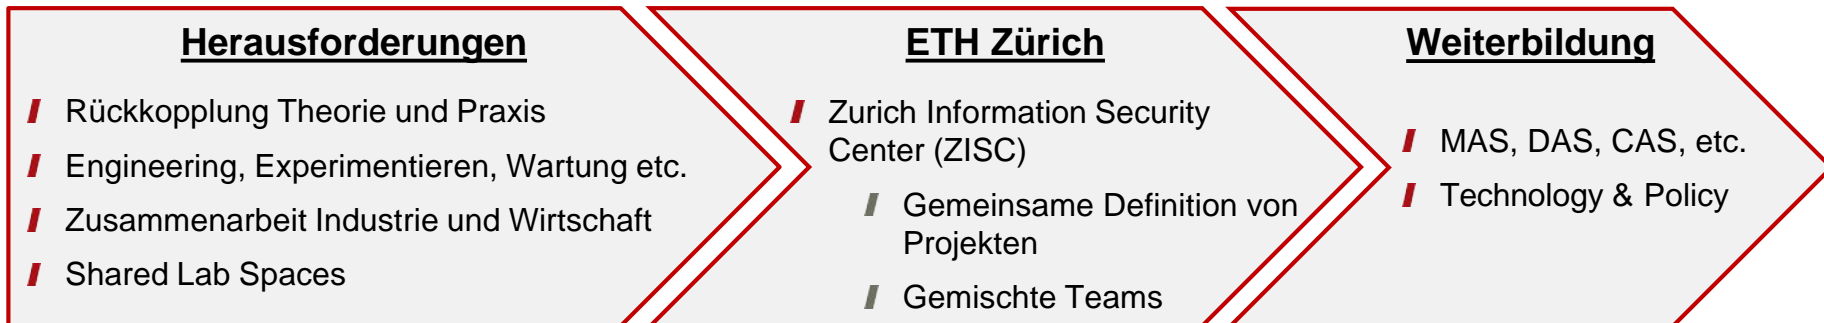 Herausforderungen
Rückkopplung Theorie und Praxis
Engineering, Experimentieren, Wartung etc.
Zusammenarbeit Industrie und Wirtschaft
Shared Lab Spaces
ETH Zürich
Zurich Information Security
Center (ZISC)
Gemeinsame Definition von
Projekten
Gemischte Teams
Weiterbildung
MAS, DAS, CAS, etc.
Technology & Policy